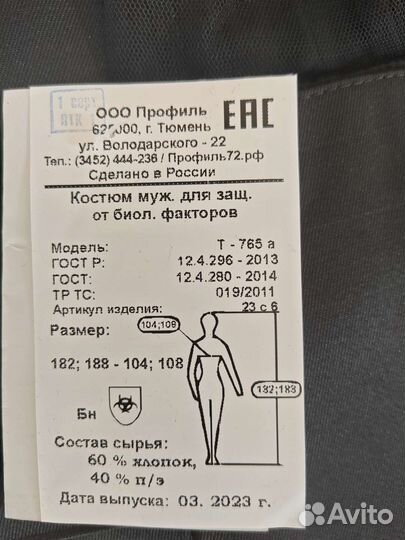 1 сорт
ОТК 1
ООО Профиль
ЕАС
625000, г. Тюмень
ул. Володарского - 22
Тел.: (3452) 444-236 / Профиль72.рф
Сделано в России
Костюм муж. для защ.
от биол. факторов
Модель: Т - 765 а
ГОСТ Р: 12.4.296 - 2013
ГОСТ: 12.4.280 - 2014
ТР ТС: 019/2011
Артикул изделия: 23 с 6
Размер:
104;108
182; 188 - 104; 108
182;188
Бн
Состав сырья:
60 % хлопок,
40 % п/э
Дата выпуска: 03. 2023 г.
Avito